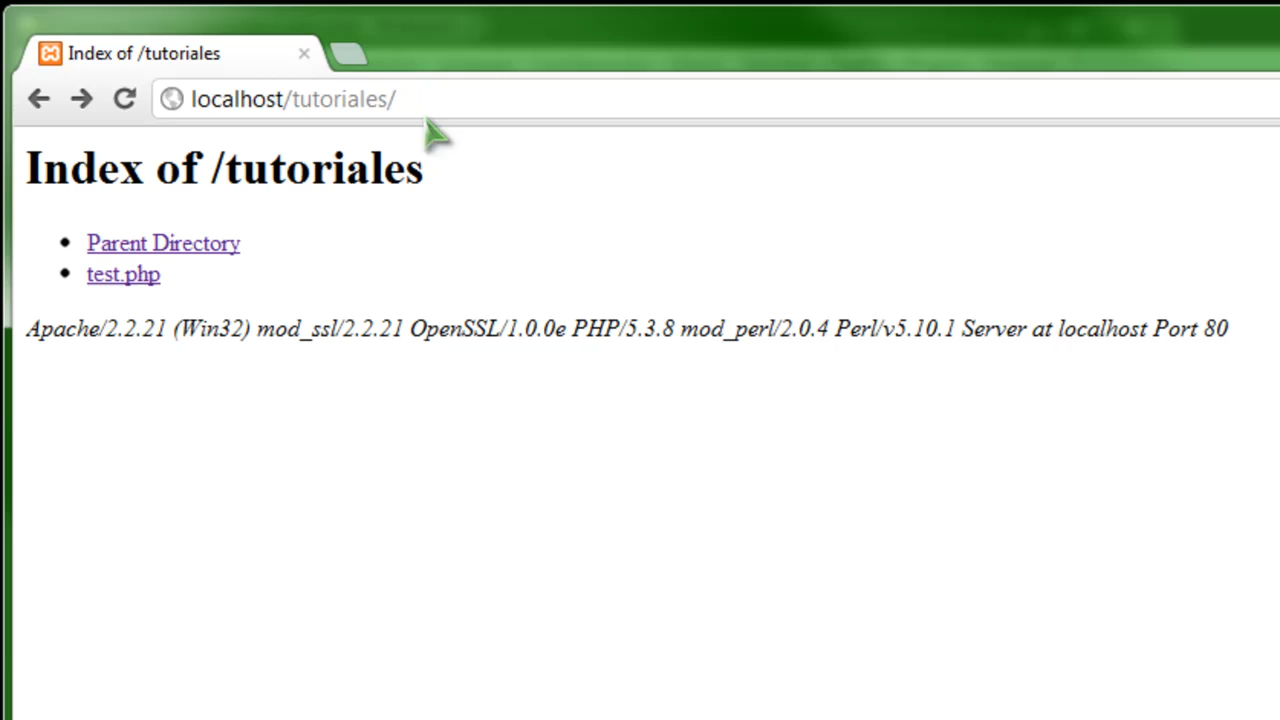 Index of /tutoriales
localhost/tutoriales/
Index of /tutoriales
Parent Directory
test.php
Apache/2.2.21 (Win32) mod_ssl/2.2.21 OpenSSL/1.0.0e PHP/5.3.8 mod_perl/2.0.4 Perl/v5.10.1 Server at localhost Port 80